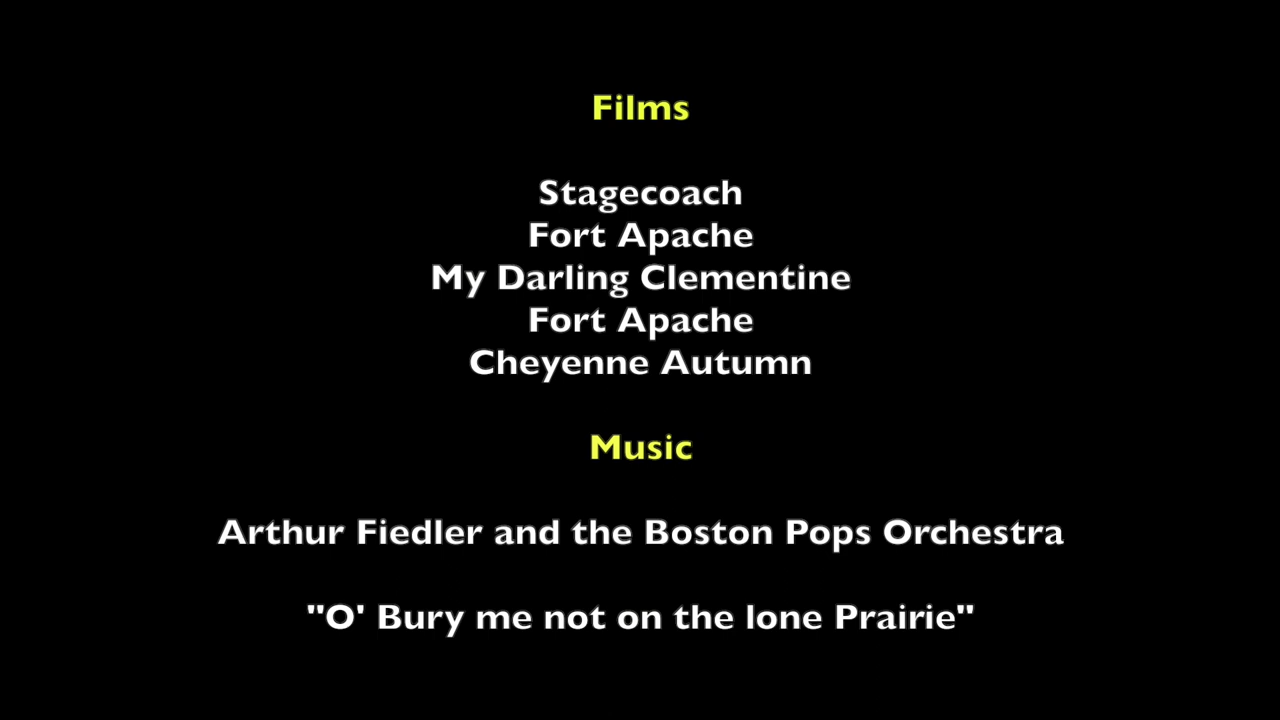 Films
Stagecoach
Fort Apache
My Darling Clementine
Fort Apache
Cheyenne Autumn
Music
Arthur Fiedler and the Boston Pops Orchestra
"O' Bury me not on the lone Prairie"